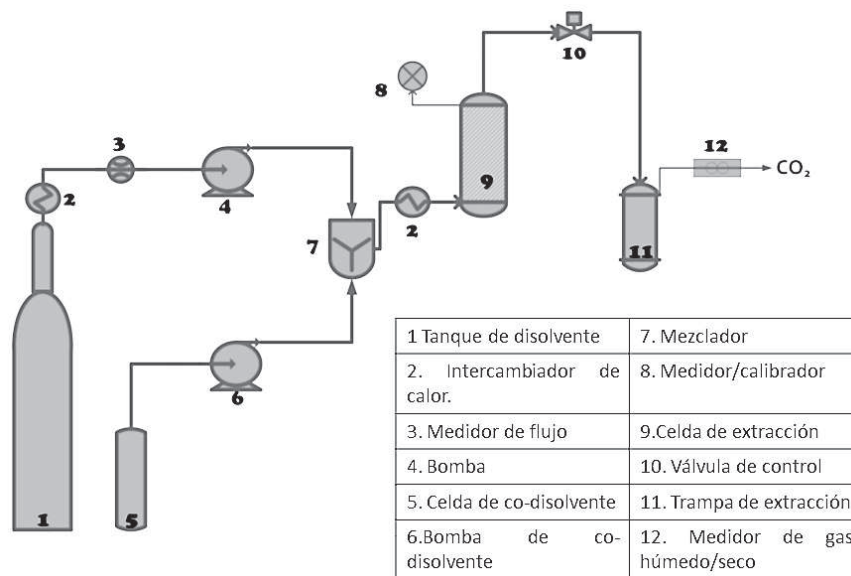 10
8
3
12
CO₂
2
9
4
2
7
11
1 Tanque de disolvente
7. Mezclador
2. Intercambiador de
calor.
8. Medidor/calibrador
3. Medidor de flujo
9.Celda de extracción
6
4. Bomba
10. Válvula de control
5. Celda de co-disolvente
11. Trampa de extracción
1
5
6.Bomba de co-
disolvente
12. Medidor de gas
húmedo/seco